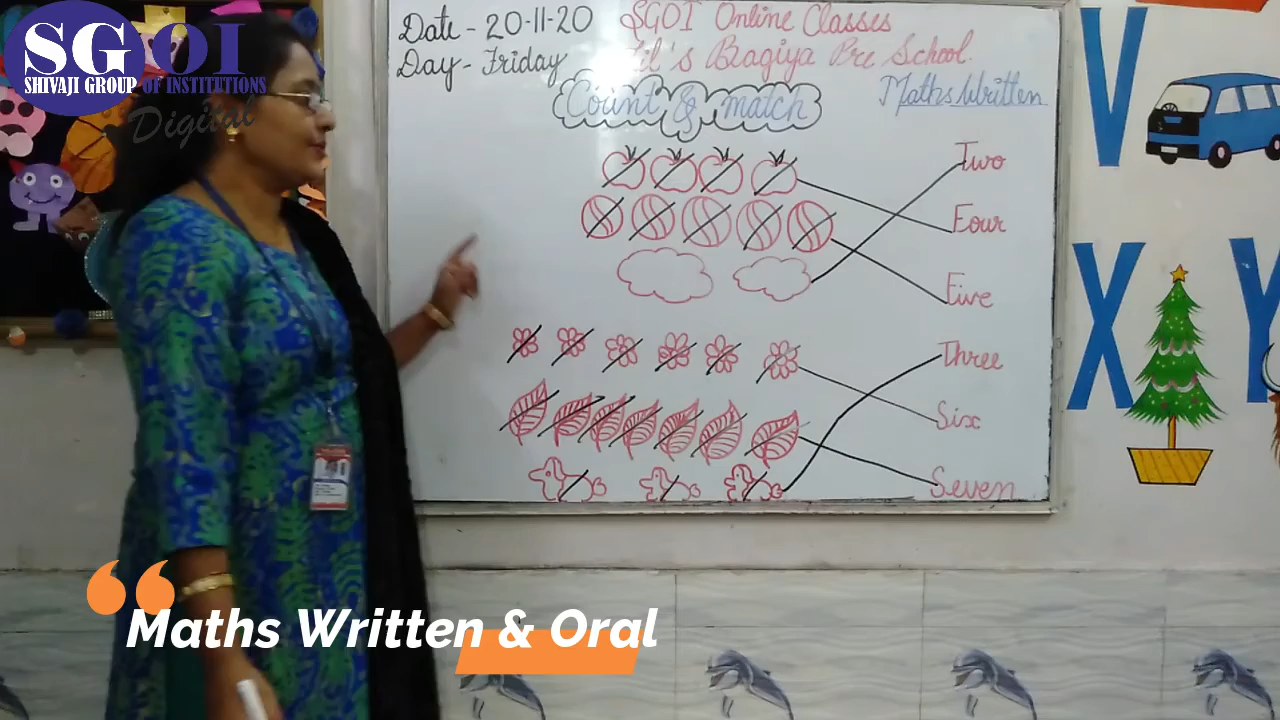 SGOI
SHIVAJI GROUP OF INSTITUTIONS
Digital
Date - 20-11-20
Day - Friday
SGOI Online Classes
Bagiya Pre School.
Count & match
Maths Written
Two
Four
Five
Three
Six
Seven
V
X
Y
Maths Written & Oral